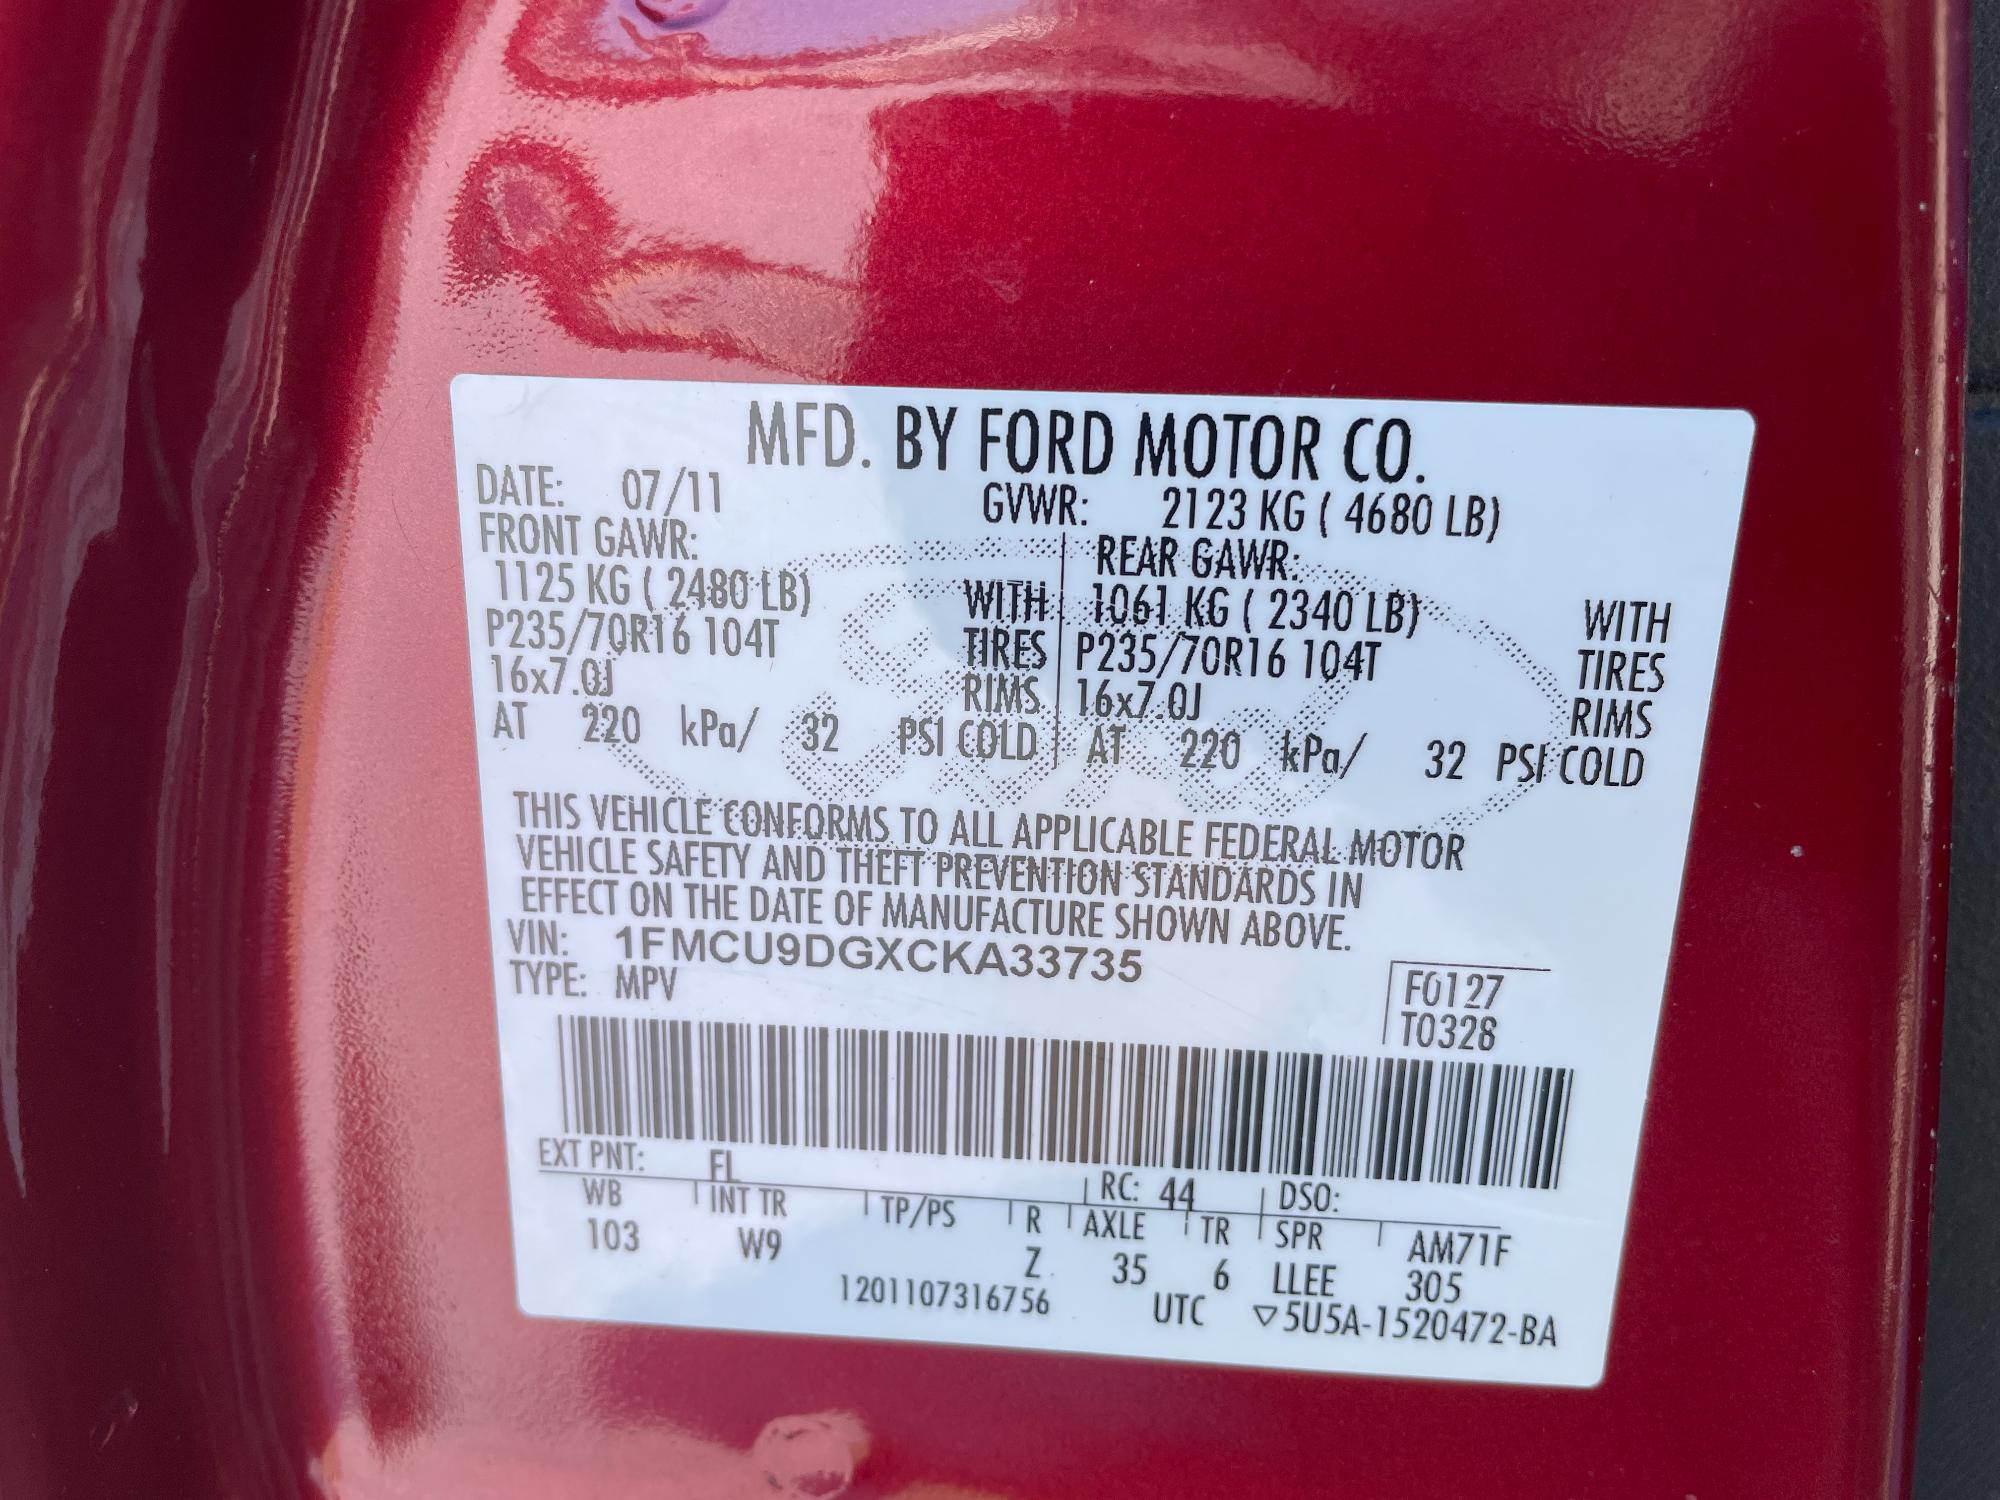 MFD. BY FORD MOTOR CO.
DATE: 07/11 GVWR: 2123 KG ( 4680 LB)
FRONT GAWR: REAR GAWR:
1125 KG ( 2480 LB) WITH 1061 KG ( 2340 LB) WITH
P235/70R16 104T TIRES P235/70R16 104T TIRES
16x7.0J RIMS 16x7.0J RIMS
AT 220 kPa/ 32 PSI COLD AT 220 kPa/ 32 PSI COLD
THIS VEHICLE CONFORMS TO ALL APPLICABLE FEDERAL MOTOR
VEHICLE SAFETY AND THEFT PREVENTION STANDARDS IN
EFFECT ON THE DATE OF MANUFACTURE SHOWN ABOVE.
VIN: 1FMCU9DGXCKA33735
TYPE: MPV
F0127
T0328
EXT PNT: FL RC: 44 DSO:
WB INT TR TP/PS R AXLE TR SPR AM71F
103 W9 Z 35 6 LLEE 305
1201107316756 UTC ▽5U5A-1520472-BA